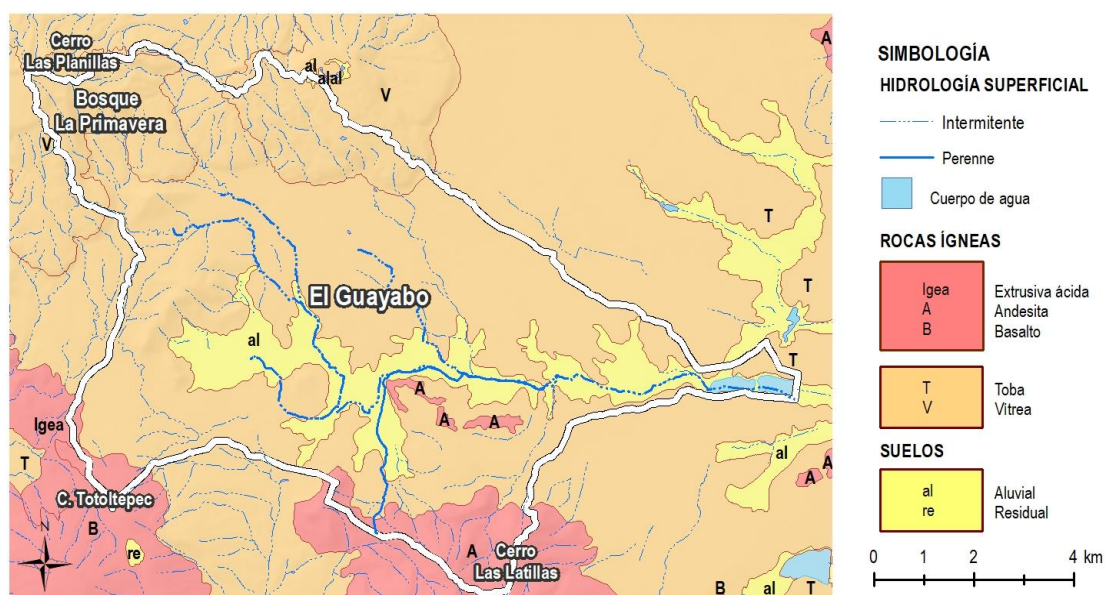 Cerro
Las Planillas
Bosque
La Primavera
V
al
alal
V
A
T
T
T
El Guayabo
al
A
A
A
Igea
T
C. Totoltepec
B
re
N
A
Cerro
Las Latillas
al
A
A
B
al
T
SIMBOLOGÍA
HIDROLOGÍA SUPERFICIAL
Intermitente
Perenne
Cuerpo de agua
ROCAS ÍGNEAS
Igea Extrusiva ácida
A Andesita
B Basalto
T Toba
V Vítrea
SUELOS
al Aluvial
re Residual
0 1 2 4 km